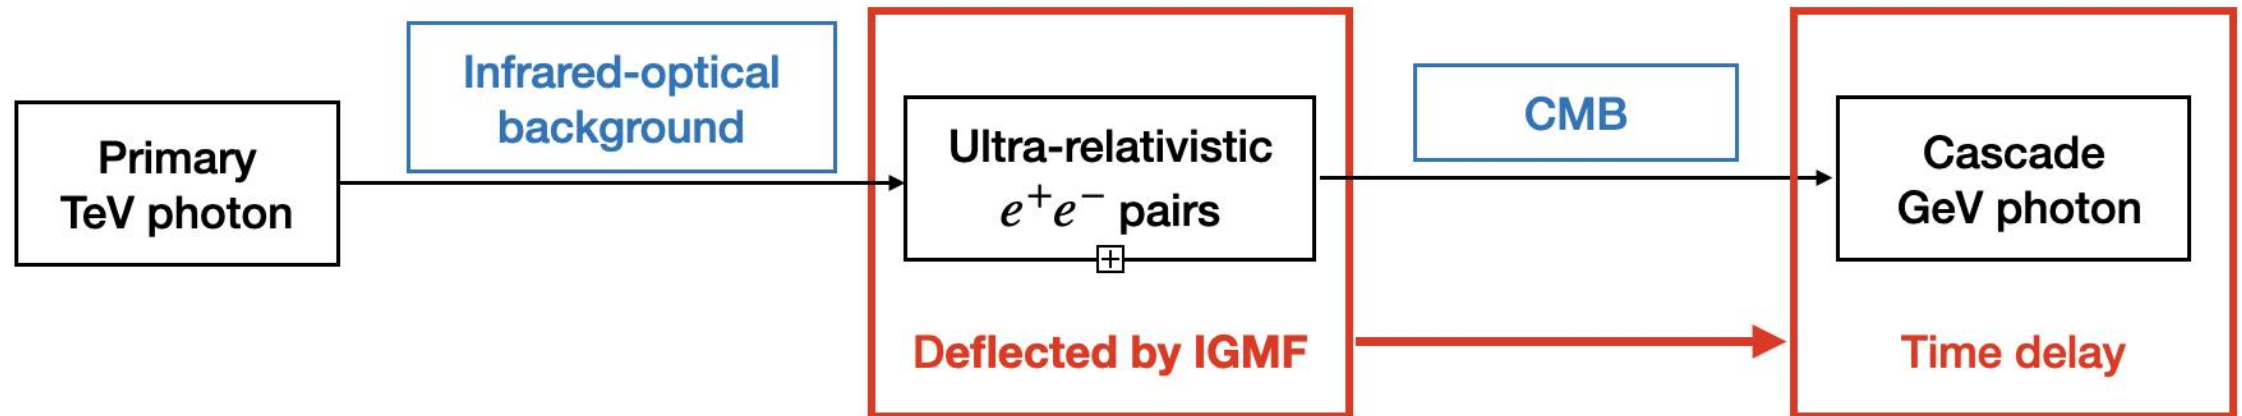 Primary
TeV photon
Infrared-optical
background
Ultra-relativistic
e⁺e⁻ pairs
Deflected by IGMF
CMB
Cascade
GeV photon
Time delay